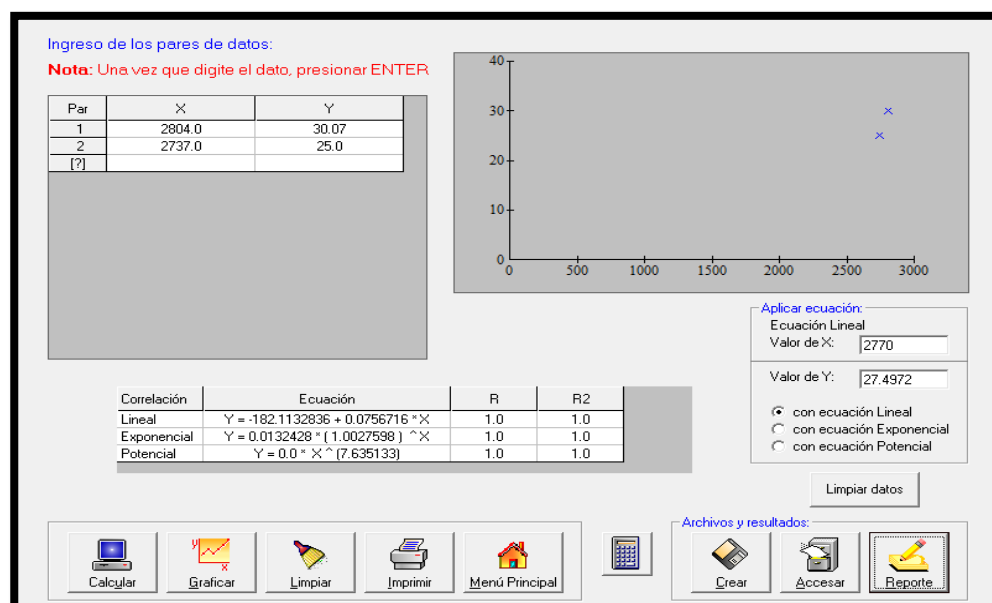 Ingreso de los pares de datos:
Nota: Una vez que digite el dato, presionar ENTER
Par X Y
1 2804.0 30.07
2 2737.0 25.0
[?]
40
30
20
10
0
0 500 1000 1500 2000 2500 3000
Aplicar ecuación:
Ecuación Lineal
Valor de X: 2770
Valor de Y: 27.4972
con ecuación Lineal
con ecuación Exponencial
con ecuación Potencial
Correlación Ecuación R R2
Lineal Y = -182.1132836 + 0.0756716 * X 1.0 1.0
Exponencial Y = 0.0132428 * ( 1.0027598 ) ^ X 1.0 1.0
Potencial Y = 0.0 * X ^ (7.635133) 1.0 1.0
Limpiar datos
Archivos y resultados:
y
x
Calcular Graficar Limpiar Imprimir Menú Principal Crear Accesar Reporte